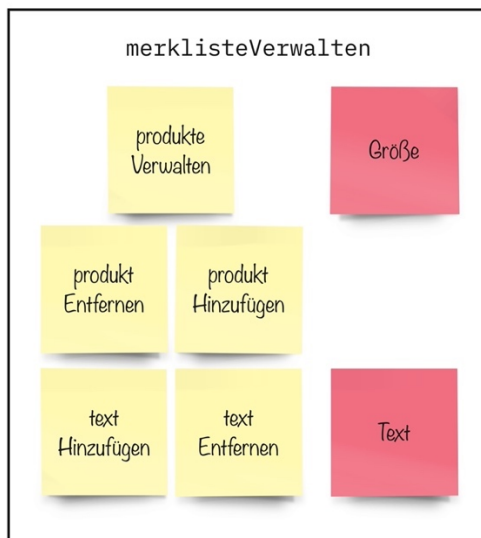 merklisteVerwalten
produkte
Verwalten
Größe
produkt
Entfernen
produkt
Hinzufügen
text
Hinzufügen
text
Entfernen
Text